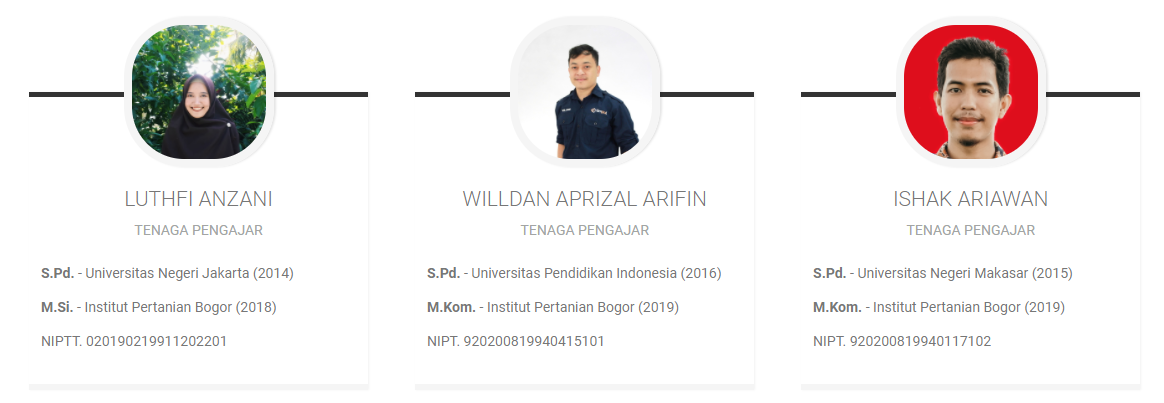 LUTHFI ANZANI
TENAGA PENGAJAR
S.Pd. - Universitas Negeri Jakarta (2014)
M.Si. - Institut Pertanian Bogor (2018)
NIPTT. 020190219911202201
WILLDAN APRIZAL ARIFIN
TENAGA PENGAJAR
S.Pd. - Universitas Pendidikan Indonesia (2016)
M.Kom. - Institut Pertanian Bogor (2019)
NIPT. 920200819940415101
ISHAK ARIAWAN
TENAGA PENGAJAR
S.Pd. - Universitas Negeri Makasar (2015)
M.Kom. - Institut Pertanian Bogor (2019)
NIPT. 920200819940117102